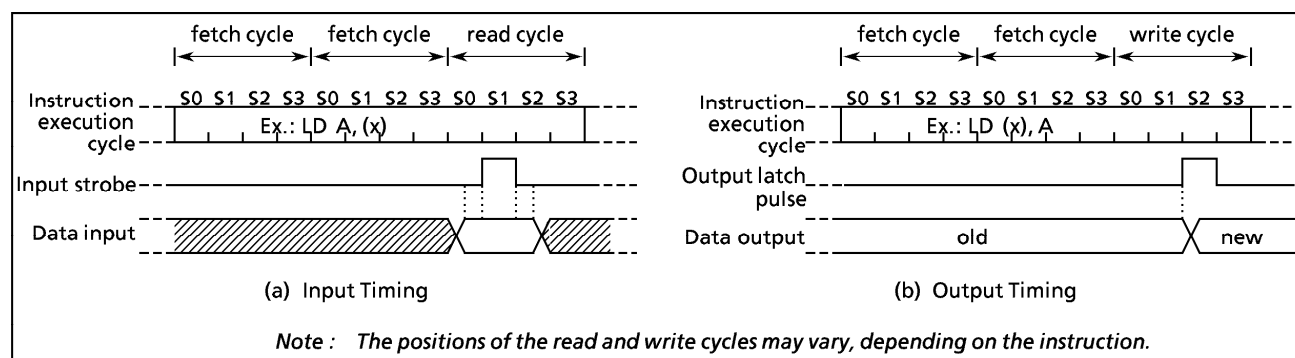 fetch cycle fetch cycle read cycle
S0 S1 S2 S3 S0 S1 S2 S3 S0 S1 S2 S3
Instruction
execution
cycle
Ex.: LD A, (x)
Input strobe
Data input
(a) Input Timing
fetch cycle fetch cycle write cycle
S0 S1 S2 S3 S0 S1 S2 S3 S0 S1 S2 S3
Instruction
execution
cycle
Ex.: LD (x), A
Output latch
pulse
Data output
old
new
(b) Output Timing
Note : The positions of the read and write cycles may vary, depending on the instruction.